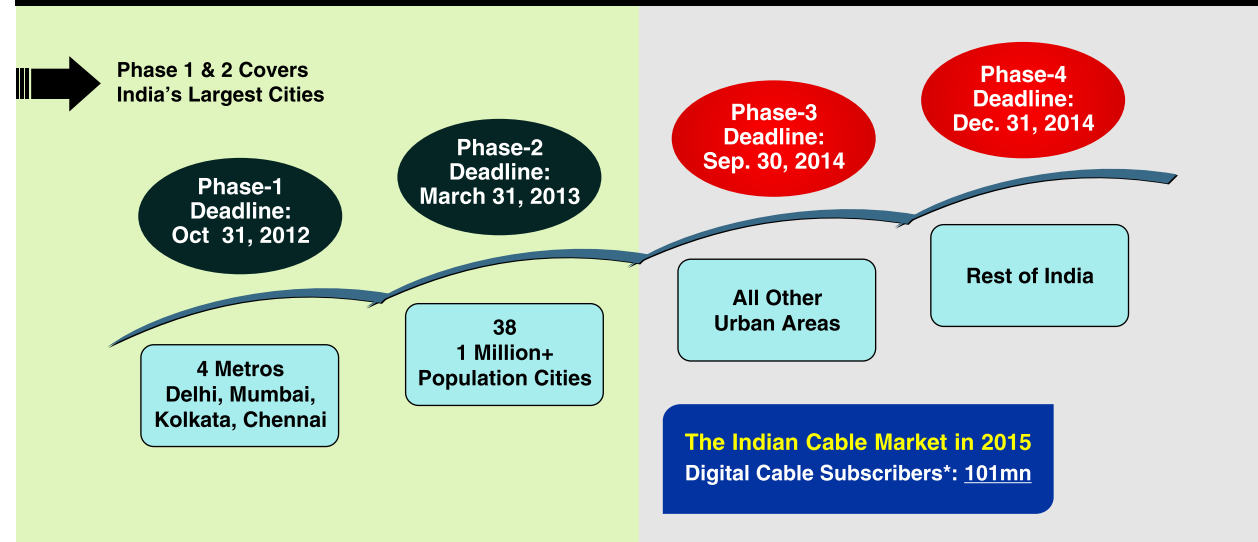 Phase 1 & 2 Covers
India's Largest Cities
Phase-1
Deadline:
Oct 31, 2012
4 Metros
Delhi, Mumbai,
Kolkata, Chennai
Phase-2
Deadline:
March 31, 2013
38
1 Million+
Population Cities
Phase-3
Deadline:
Sep. 30, 2014
All Other
Urban Areas
Phase-4
Deadline:
Dec. 31, 2014
Rest of India
The Indian Cable Market in 2015
Digital Cable Subscribers*: 101mn